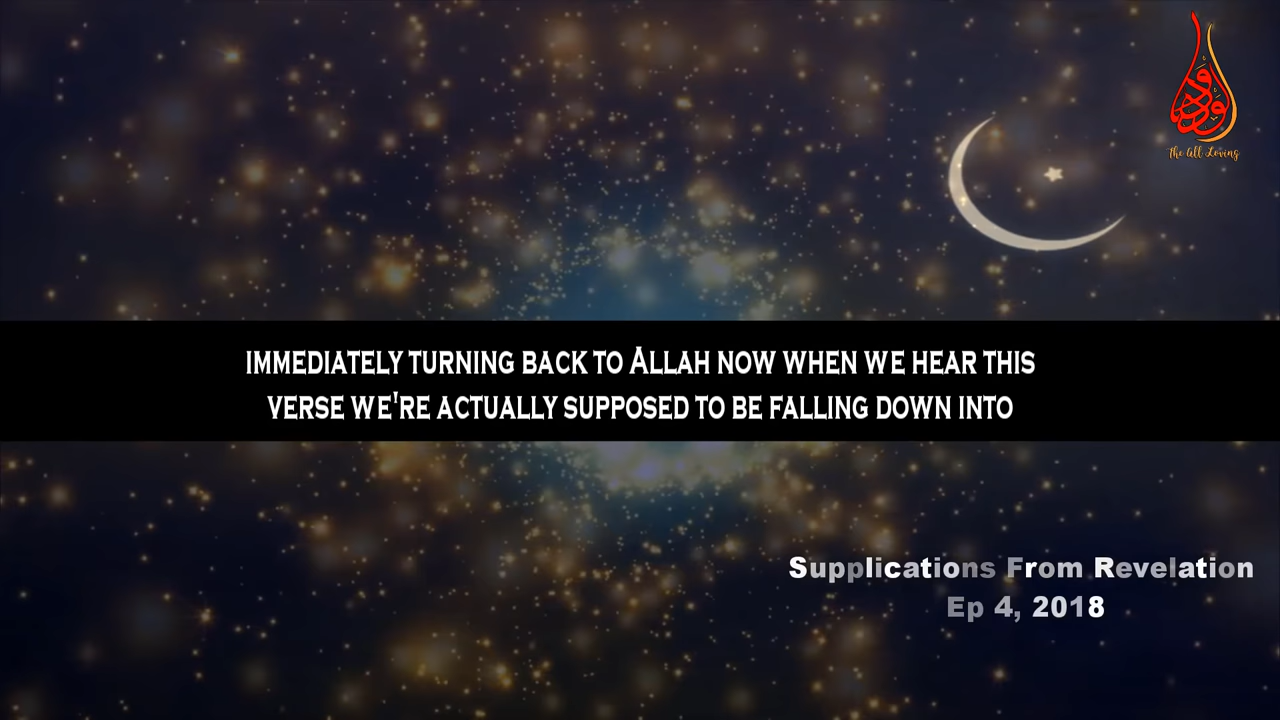 الودود
The All Loving
IMMEDIATELY TURNING BACK TO ALLAH NOW WHEN WE HEAR THIS
VERSE WE'RE ACTUALLY SUPPOSED TO BE FALLING DOWN INTO
Supplications From Revelation
Ep 4, 2018